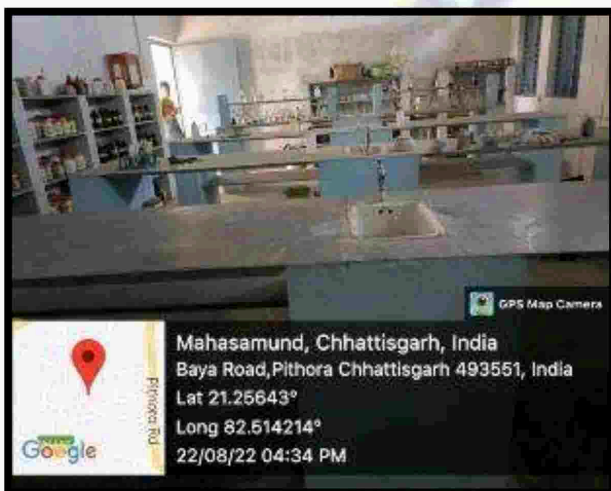 GPS Map Camera
Mahasamund, Chhattisgarh, India
Baya Road,Pithora Chhattisgarh 493551, India
Lat 21.25643°
Long 82.514214°
22/08/22 04:34 PM
Pithora Rd
Google